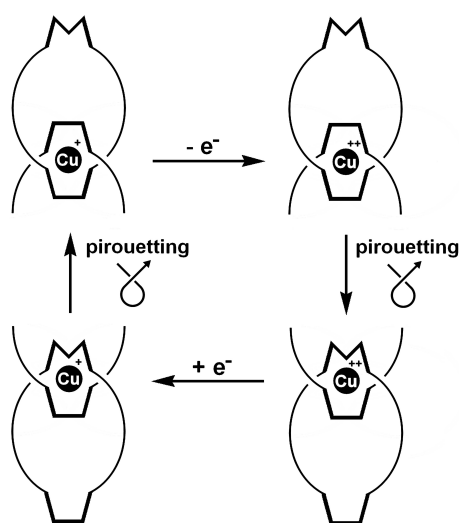 Cu +
Cu ++
- e-
pirouetting
pirouetting
Cu +
Cu ++
+ e-